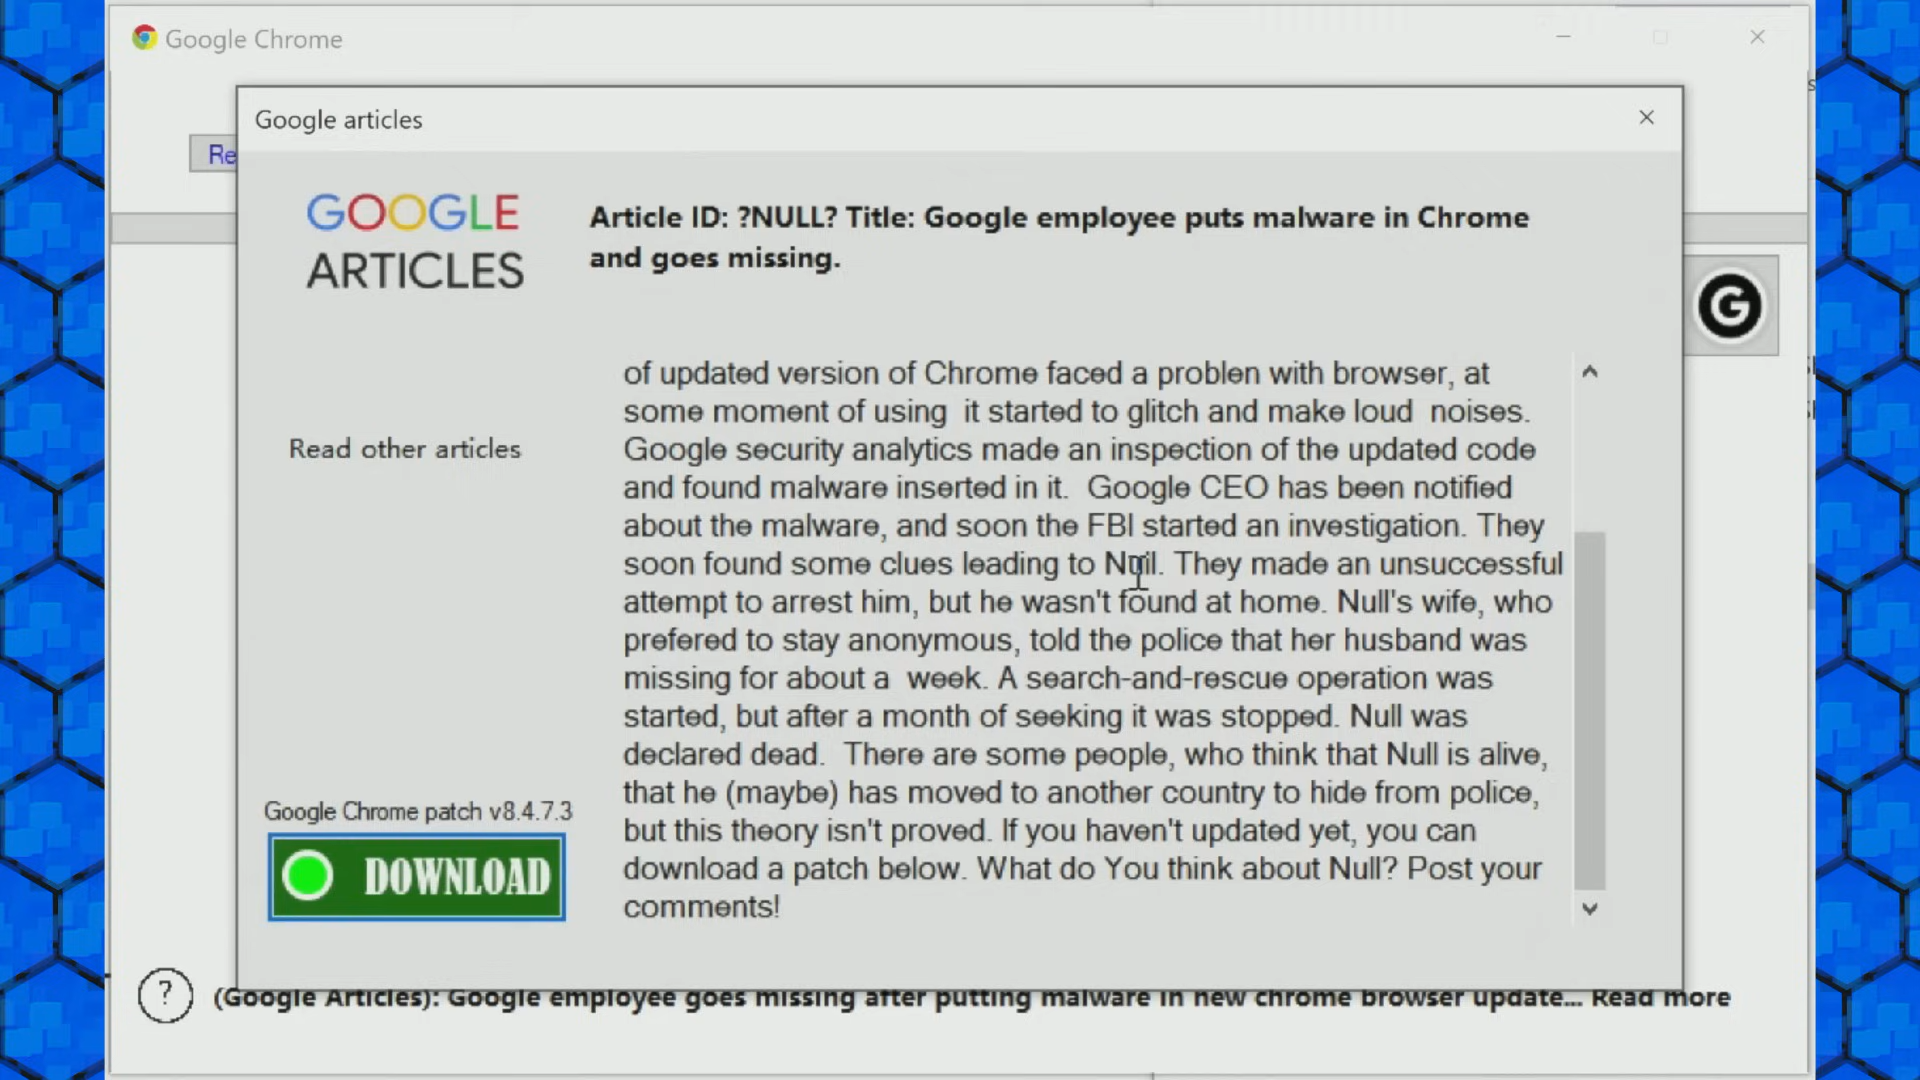 Google Chrome
Google articles
Re
GOOGLE
ARTICLES
Article ID: ?NULL? Title: Google employee puts malware in Chrome
and goes missing.
G
of updated version of Chrome faced a problen with browser, at
some moment of using it started to glitch and make loud noises.
Google security analytics made an inspection of the updated code
and found malware inserted in it. Google CEO has been notified
about the malware, and soon the FBI started an investigation. They
soon found some clues leading to Null. They made an unsuccessful
attempt to arrest him, but he wasn't found at home. Null's wife, who
prefered to stay anonymous, told the police that her husband was
missing for about a week. A search-and-rescue operation was
started, but after a month of seeking it was stopped. Null was
declared dead. There are some people, who think that Null is alive,
that he (maybe) has moved to another country to hide from police,
but this theory isn't proved. If you haven't updated yet, you can
download a patch below. What do You think about Null? Post your
comments!
Read other articles
Google Chrome patch v8.4.7.3
DOWNLOAD
? (Google Articles): Google employee goes missing after putting malware in new chrome browser update... Read more